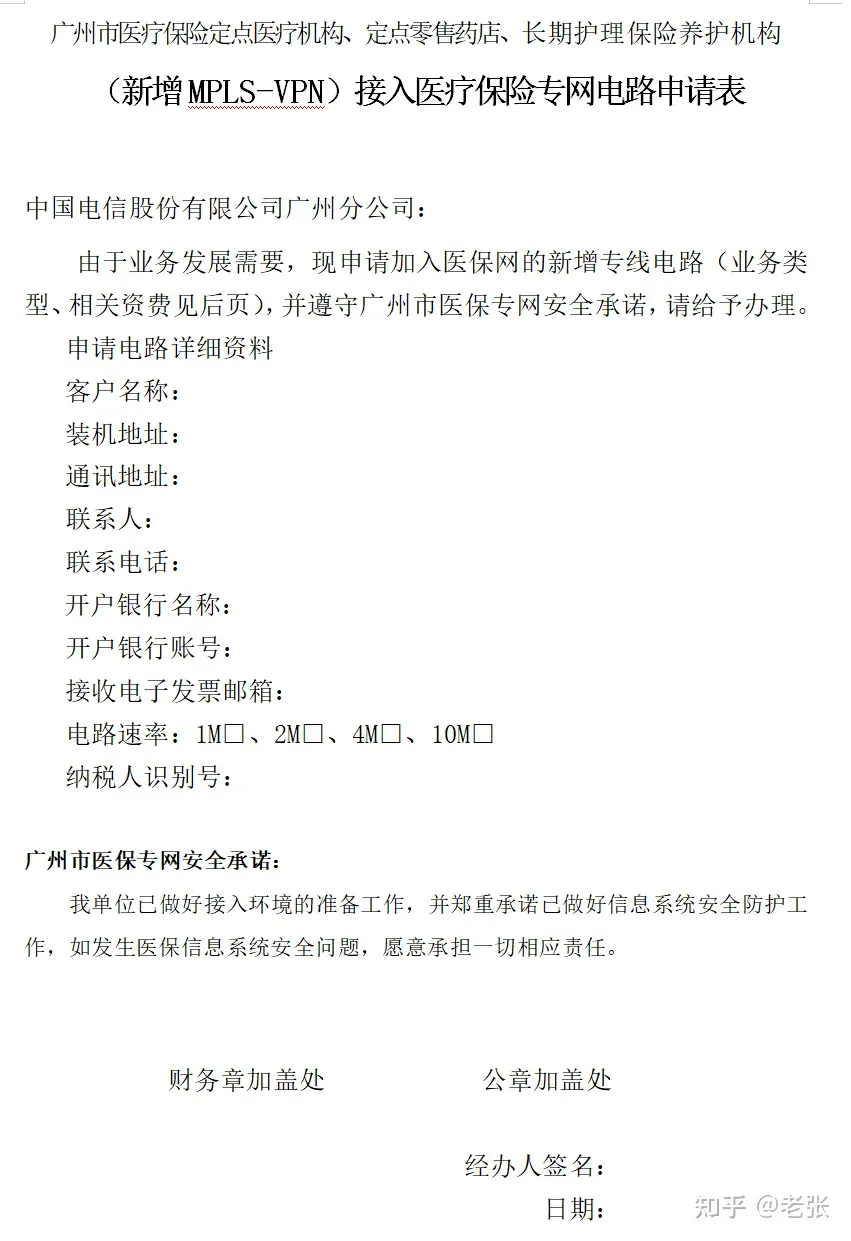 广州市医疗保险定点医疗机构、定点零售药店、长期护理保险养护机构
（新增MPLS-VPN）接入医疗保险专网电路申请表
中国电信股份有限公司广州分公司：
由于业务发展需要，现申请加入医保网的新增专线电路（业务类
型、相关资费见后页），并遵守广州市医保专网安全承诺，请给予办理。
申请电路详细资料
客户名称：
装机地址：
通讯地址：
联系人：
联系电话：
开户银行名称：
开户银行账号：
接收电子发票邮箱：
电路速率：1M□、2M□、4M□、10M□
纳税人识别号：
广州市医保专网安全承诺：
我单位已做好接入环境的准备工作，并郑重承诺已做好信息系统安全防护工
作，如发生医保信息系统安全问题，愿意承担一切相应责任。
财务章加盖处 公章加盖处
经办人签名：
日期：
知乎 @老张